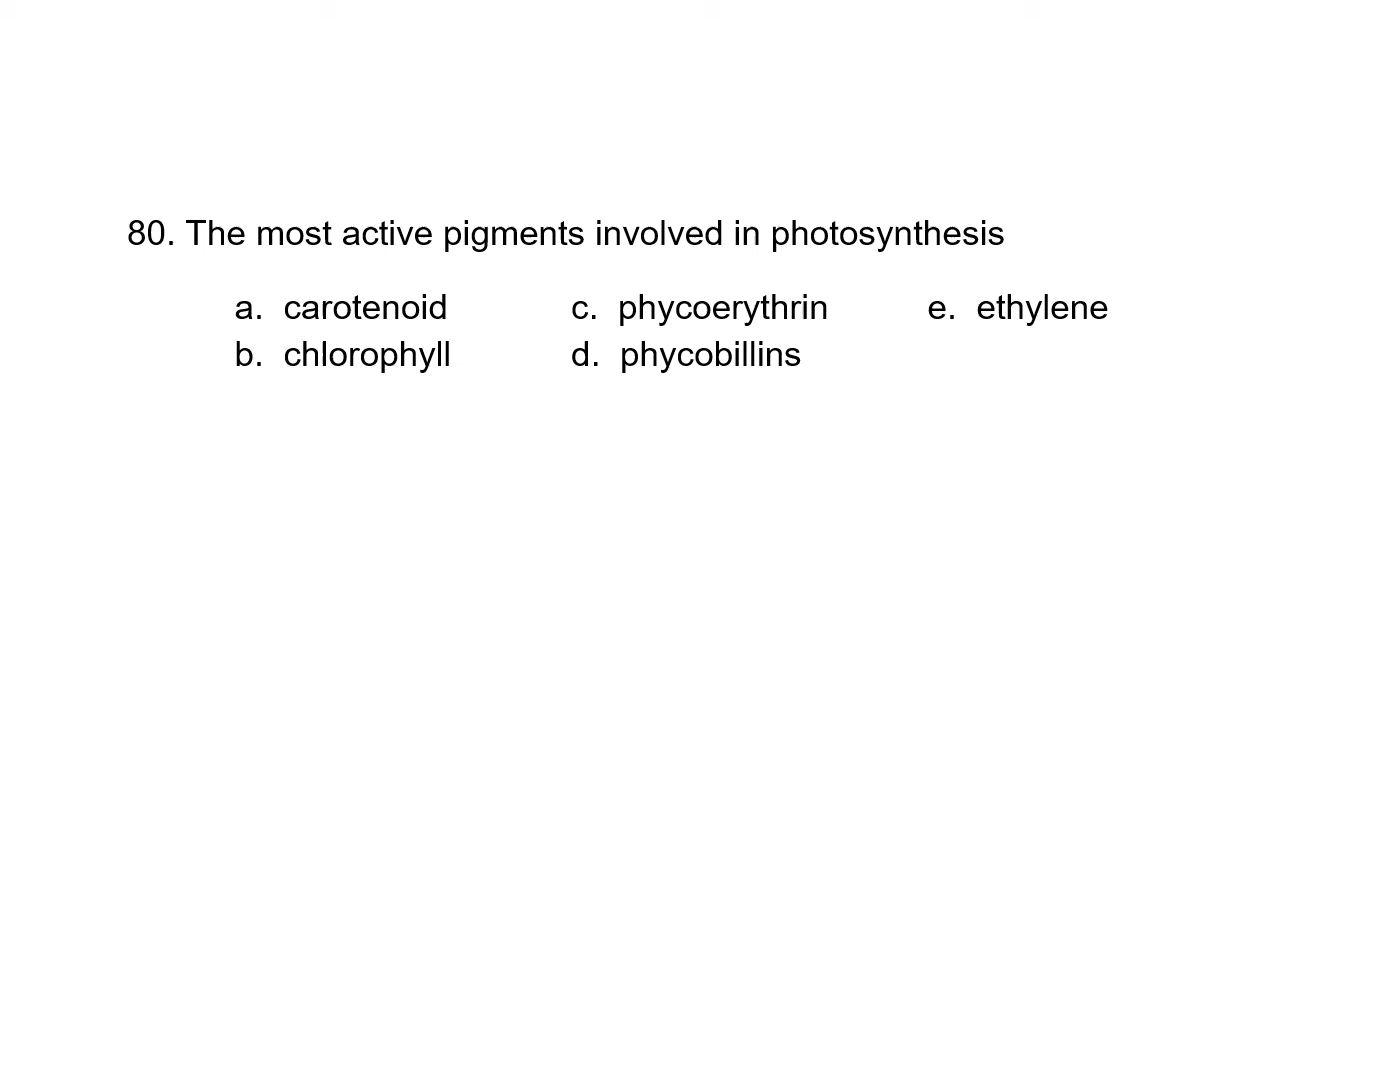 80. The most active pigments involved in photosynthesis
a. carotenoid c. phycoerythrin e. ethylene
b. chlorophyll d. phycobillins